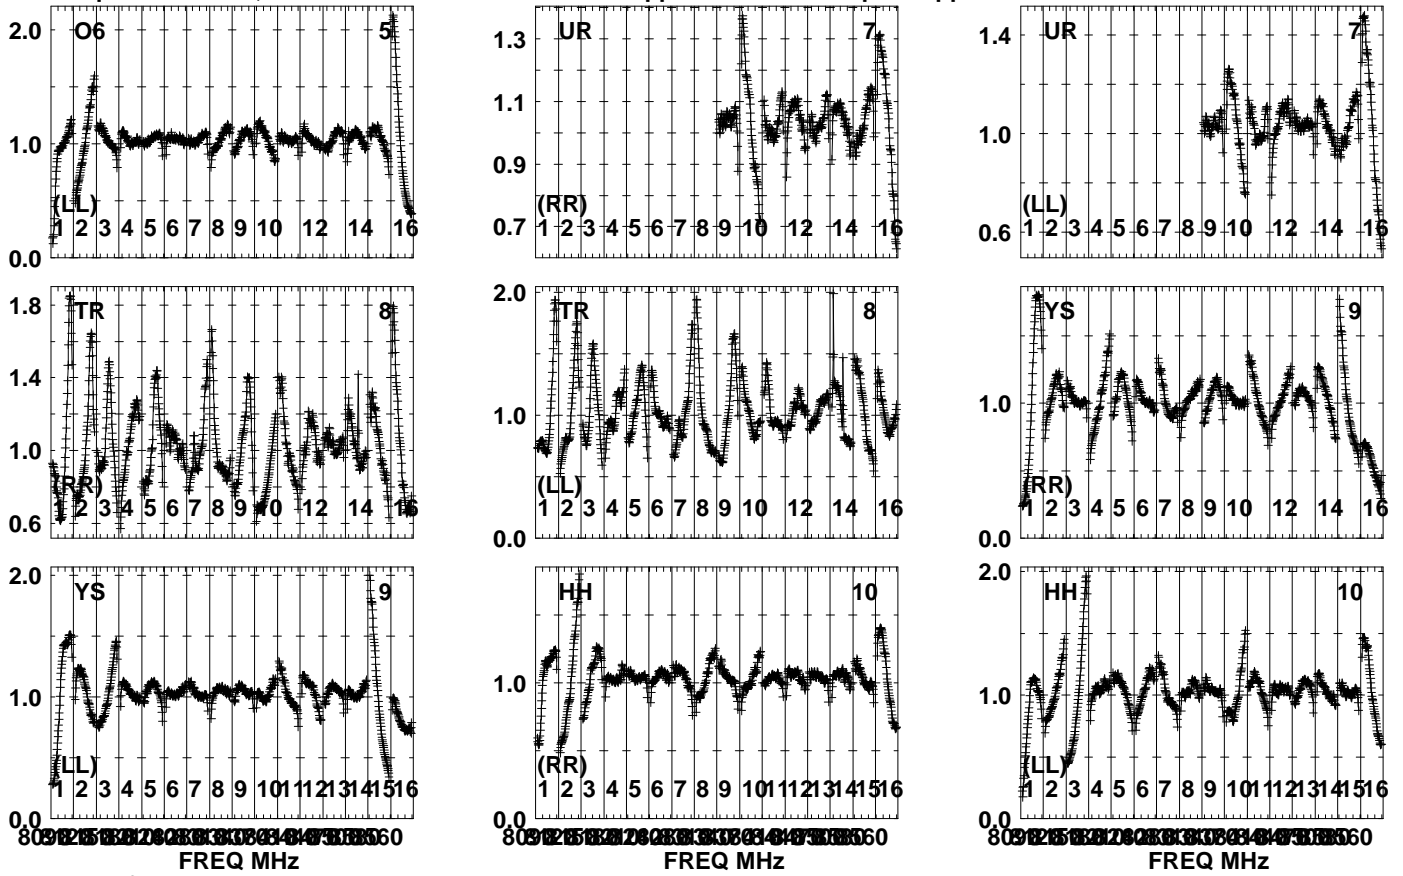 2.0 O6 5
1.0
(LL)
1 2 3 4 5 6 7 8 9 10 12 14 16
0.0
1.3 UR 7
1.1
0.9
(RR)
0.7 1 2 3 4 5 6 7 8 9 10 12 14 16
1.4 UR 7
1.0
(LL)
0.6 1 2 3 4 5 6 7 8 9 10 12 14 16
1.8 TR 8
1.4
1.0
(RR)
1 2 3 4 5 6 7 8 9 10 12 14 16
0.6
2.0 TR 8
1.0
(LL)
1 2 3 4 5 6 7 8 9 10 12 14 16
0.0
YS 9
1.0
(RR)
1 2 3 4 5 6 7 8 9 10 12 14 16
0.0
2.0 YS 9
1.0
(LL)
1 2 3 4 5 6 7 8 9 10 11 12 13 14 15 16
0.0
FREQ MHz
HH 10
1.0
(RR)
1 2 3 4 5 6 7 8 9 10 11 12 13 14 15 16
0.0
FREQ MHz
2.0 HH 10
1.0
(LL)
1 2 3 4 5 6 7 8 9 10 11 12 13 14 15 16
0.0
FREQ MHz